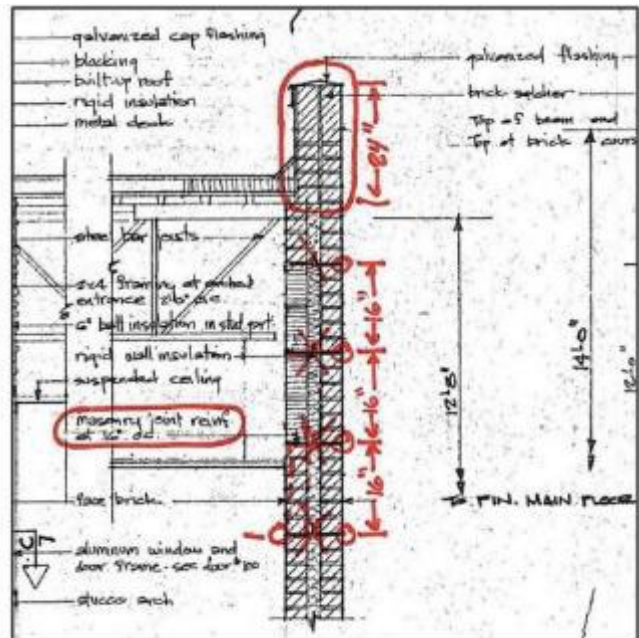 galvanized cap flashing
blocking
built-up roof
rigid insulation
metal deck
galvanized flashing
brick soldier
Top of beam and
Top of brick
24"
steel bar joists
2x4 framing at
entrance
6" batt insulation in stud part.
rigid wall insulation
suspended ceiling
masonry joint reinf
at 16" o.c.
face brick
aluminum window and
door frame - see door
stucco arch
16"
16"
16"
12'8"
14'0"
FIN. MAIN FLOOR
C
7